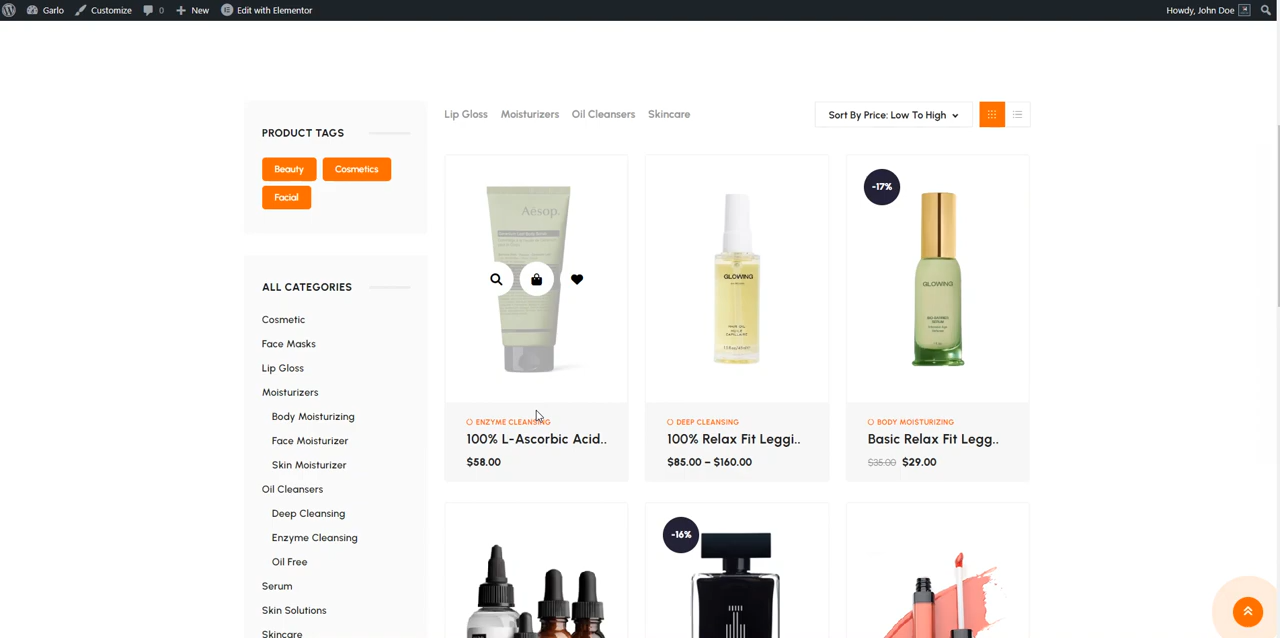 Garlo Customize 0 New Edit with Elementor Howdy, John Doe
PRODUCT TAGS
Beauty Cosmetics
Facial
ALL CATEGORIES
Cosmetic
Face Masks
Lip Gloss
Moisturizers
Body Moisturizing
Face Moisturizer
Skin Moisturizer
Oil Cleansers
Deep Cleansing
Enzyme Cleansing
Oil Free
Serum
Skin Solutions
Skincare
Lip Gloss Moisturizers Oil Cleansers Skincare
Sort By Price: Low To High
Aēsop.
ENZYME CLEANSING
100% L-Ascorbic Acid..
$58.00
GLOWING
HAIR OIL
DEEP CLEANSING
100% Relax Fit Leggi..
$85.00 – $160.00
-17%
GLOWING
BODY MOISTURIZING
Basic Relax Fit Legg..
$35.00 $29.00
-16%